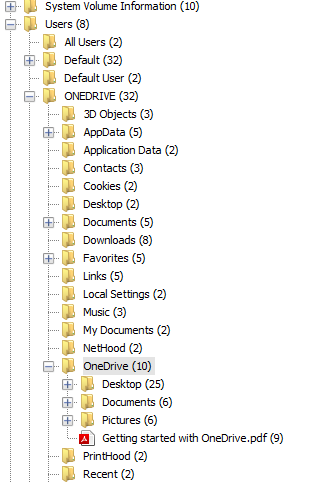 System Volume Information (10)
Users (8)
All Users (2)
Default (32)
Default User (2)
ONEDRIVE (32)
3D Objects (3)
AppData (5)
Application Data (2)
Contacts (3)
Cookies (2)
Desktop (2)
Documents (5)
Downloads (8)
Favorites (5)
Links (5)
Local Settings (2)
Music (3)
My Documents (2)
NetHood (2)
OneDrive (10)
Desktop (25)
Documents (6)
Pictures (6)
Getting started with OneDrive.pdf (9)
PrintHood (2)
Recent (2)